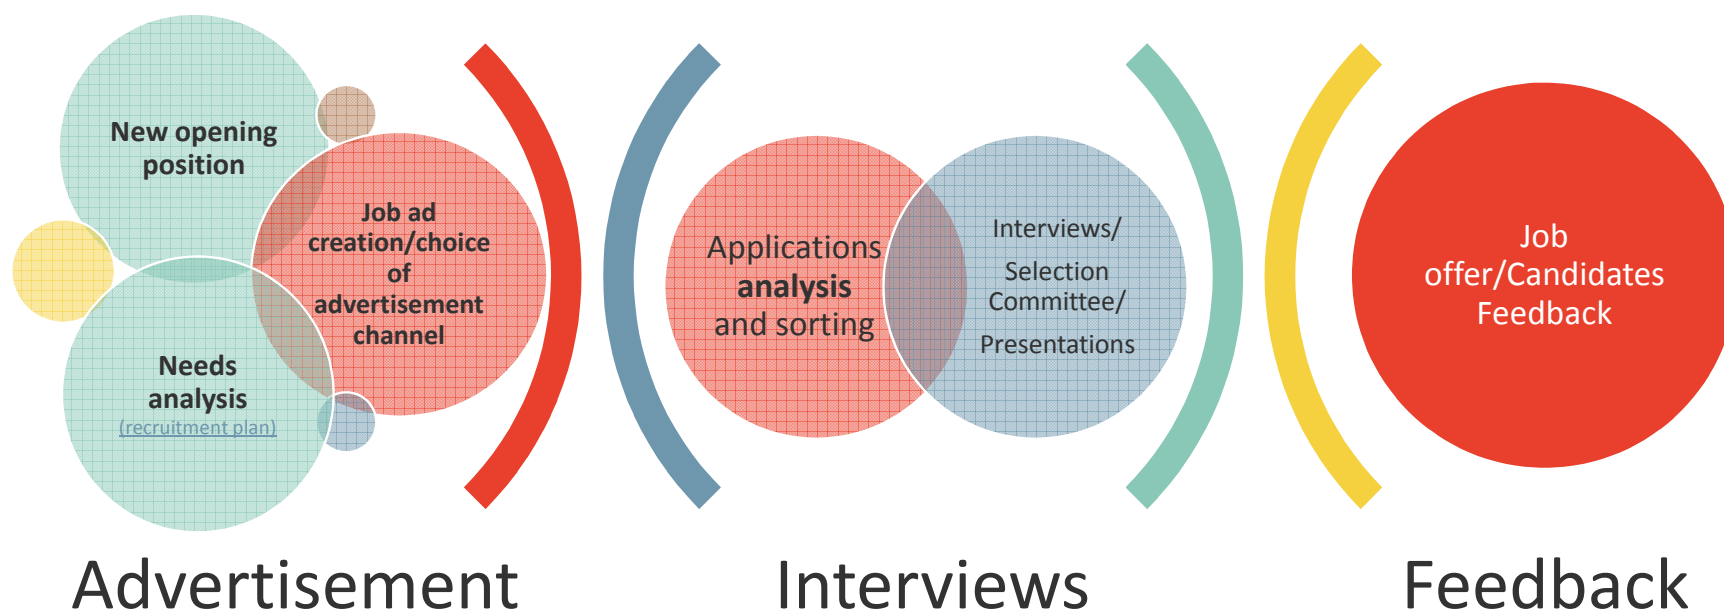 New opening
position
Job ad
creation/choice
of
advertisement
channel
Needs
analysis
(recruitment plan)
Applications
analysis
and sorting
Interviews/
Selection
Committee/
Presentations
Job
offer/Candidates
Feedback
Advertisement
Interviews
Feedback